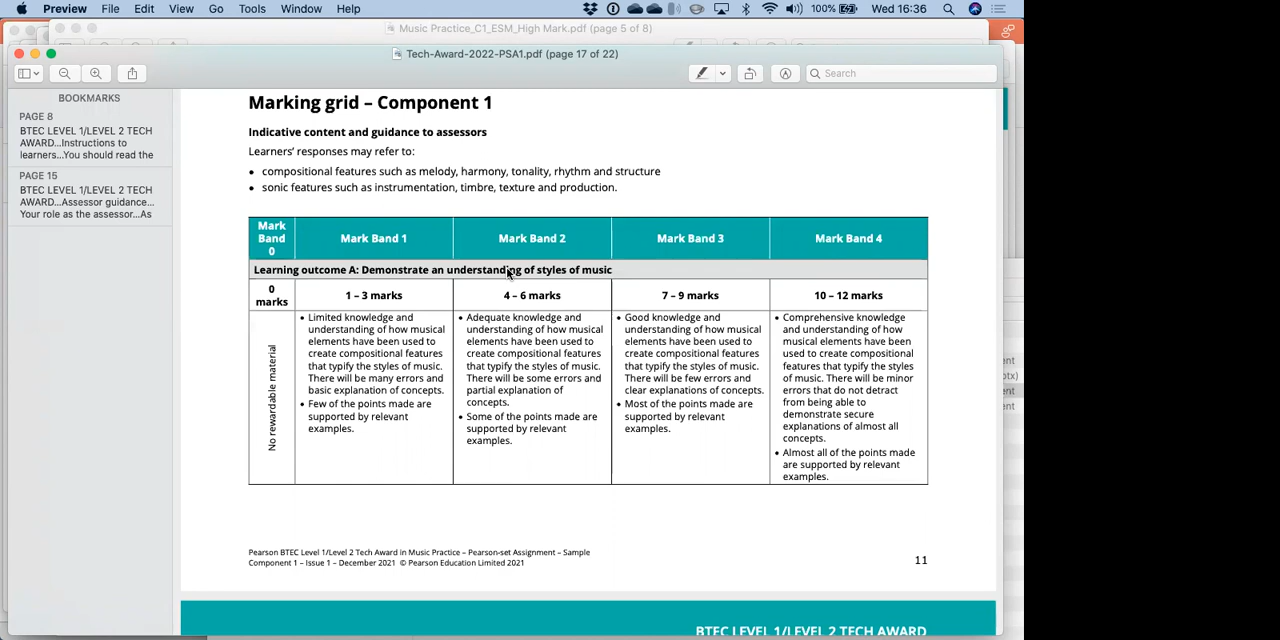 Preview File Edit View Go Tools Window Help 100% Wed 16:36
Music Practice_C1_ESM_High Mark.pdf (page 5 of 8)
Tech-Award-2022-PSA1.pdf (page 17 of 22)
Search
BOOKMARKS
PAGE 8
BTEC LEVEL 1/LEVEL 2 TECH
AWARD...Instructions to
learners...You should read the
PAGE 15
BTEC LEVEL 1/LEVEL 2 TECH
AWARD...Assessor guidance...
Your role as the assessor...As
Marking grid – Component 1
Indicative content and guidance to assessors
Learners’ responses may refer to:
• compositional features such as melody, harmony, tonality, rhythm and structure
• sonic features such as instrumentation, timbre, texture and production.
Mark
Band
0
Mark Band 1
Mark Band 2
Mark Band 3
Mark Band 4
Learning outcome A: Demonstrate an understanding of styles of music
0
marks
1 – 3 marks
4 – 6 marks
7 – 9 marks
10 – 12 marks
No rewardable material
• Limited knowledge and
understanding of how musical
elements have been used to
create compositional features
that typify the styles of music.
There will be many errors and
basic explanation of concepts.
• Few of the points made are
supported by relevant
examples.
• Adequate knowledge and
understanding of how musical
elements have been used to
create compositional features
that typify the styles of music.
There will be some errors and
partial explanation of
concepts.
• Some of the points made are
supported by relevant
examples.
• Good knowledge and
understanding of how musical
elements have been used to
create compositional features
that typify the styles of music.
There will be few errors and
clear explanations of concepts.
• Most of the points made are
supported by relevant
examples.
• Comprehensive knowledge
and understanding of how
musical elements have been
used to create compositional
features that typify the styles
of music. There will be minor
errors that do not detract
from being able to
demonstrate secure
explanations of almost all
concepts.
• Almost all of the points made
are supported by relevant
examples.
Pearson BTEC Level 1/Level 2 Tech Award in Music Practice – Pearson-set Assignment – Sample
Component 1 – Issue 1 – December 2021 © Pearson Education Limited 2021
11
BTEC LEVEL 1/LEVEL 2 TECH AWARD